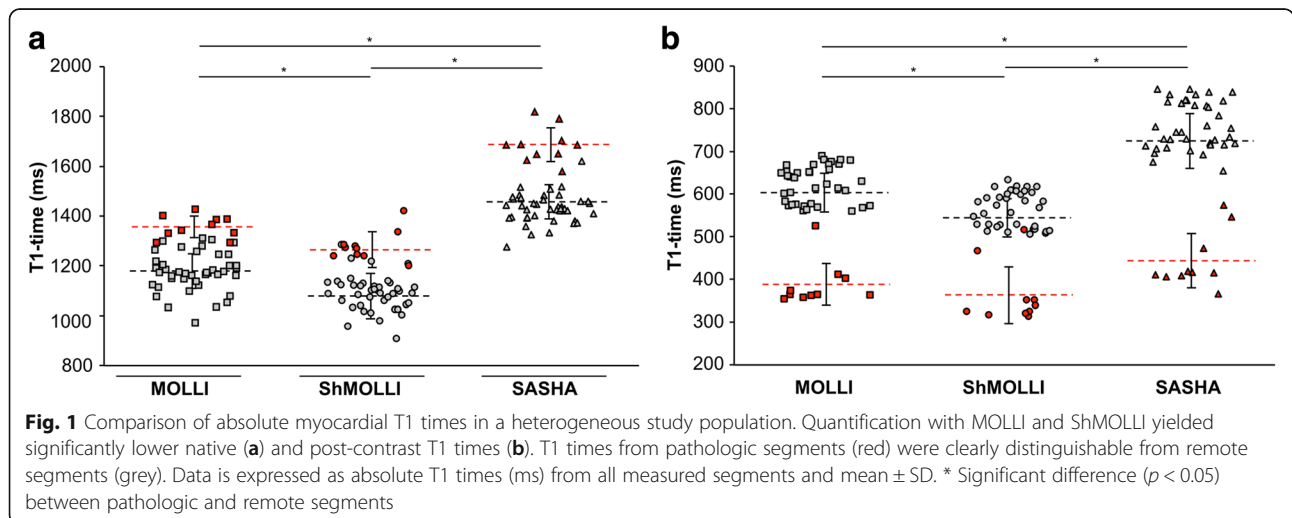 a
b
*
*
*
*
*
*
T1-time (ms)
2000
1800
1600
1400
1200
1000
800
MOLLI
ShMOLLI
SASHA
T1-time (ms)
900
800
700
600
500
400
300
200
MOLLI
ShMOLLI
SASHA
Fig. 1 Comparison of absolute myocardial T1 times in a heterogeneous study population. Quantification with MOLLI and ShMOLLI yielded
significantly lower native (a) and post-contrast T1 times (b). T1 times from pathologic segments (red) were clearly distinguishable from remote
segments (grey). Data is expressed as absolute T1 times (ms) from all measured segments and mean ± SD. * Significant difference (p < 0.05)
between pathologic and remote segments